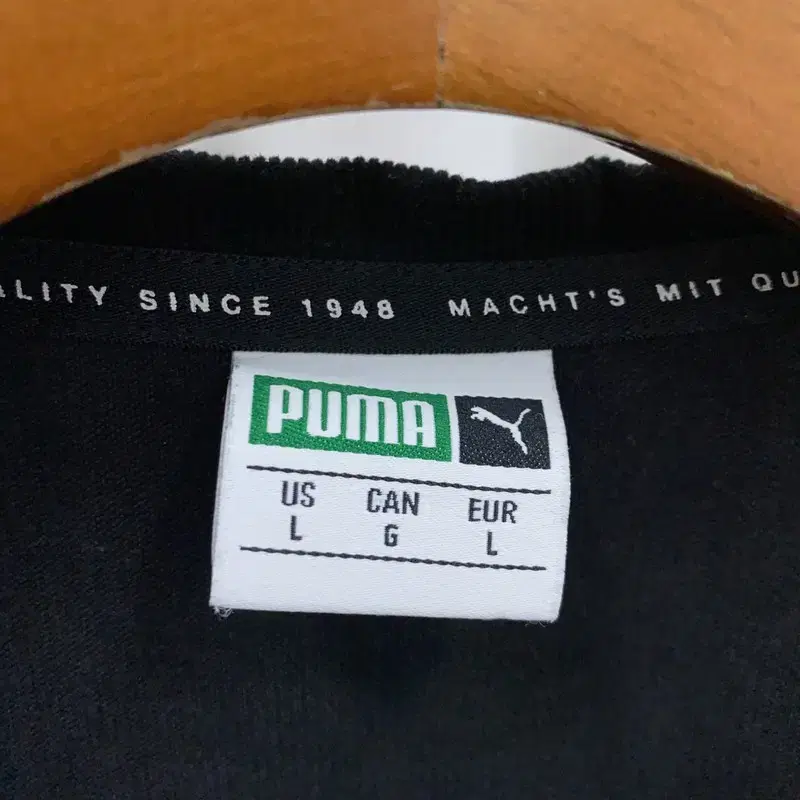 ALITY SINCE 1948 MACHT'S MIT QU
PUMA
US CAN EUR
L G L